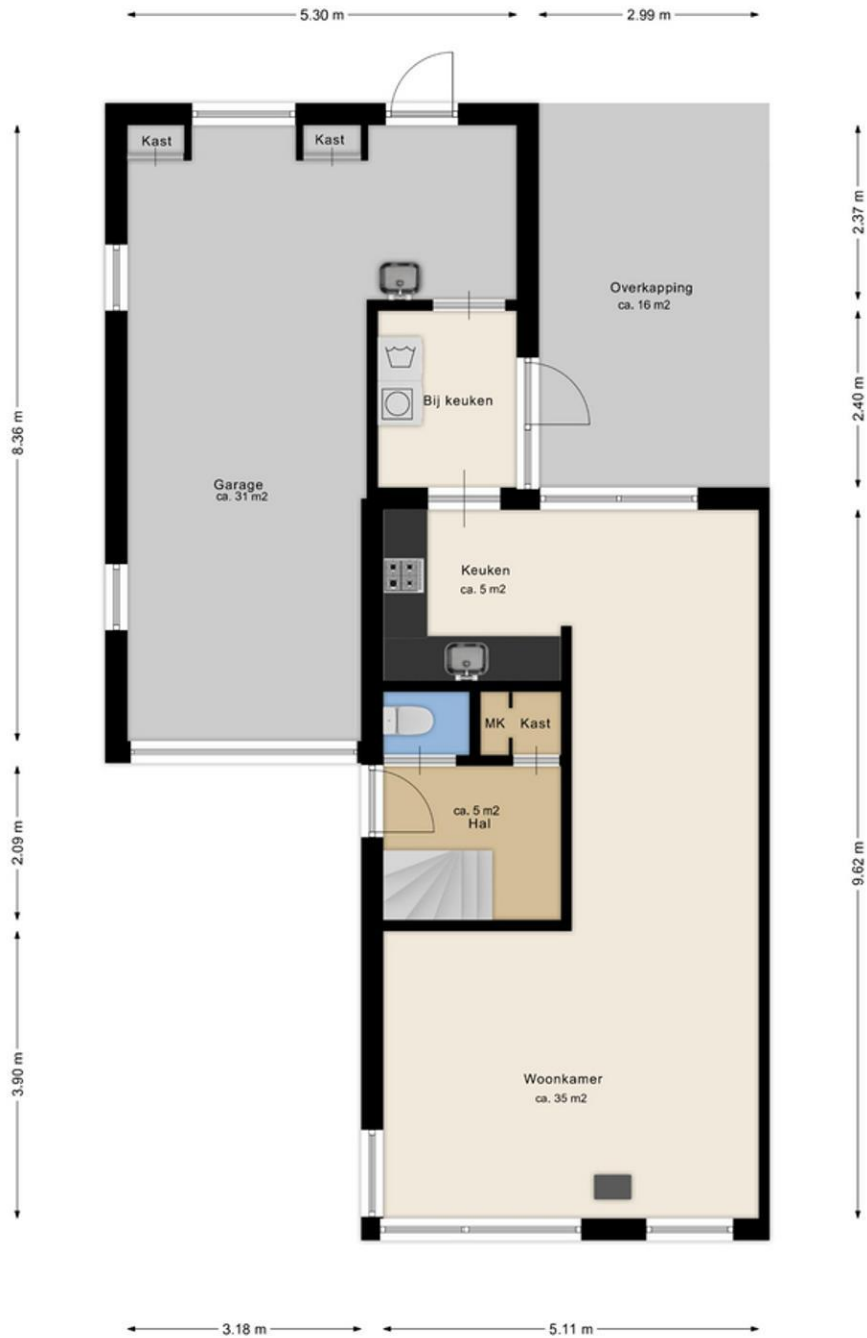 5.30 m
2.99 m
Kast
Kast
2.37 m
Overkapping
ca. 16 m2
2.40 m
Bij keuken
8.36 m
Garage
ca. 31 m2
Keuken
ca. 5 m2
MK
Kast
ca. 5 m2
Hal
2.09 m
9.62 m
3.90 m
Woonkamer
ca. 35 m2
3.18 m
5.11 m